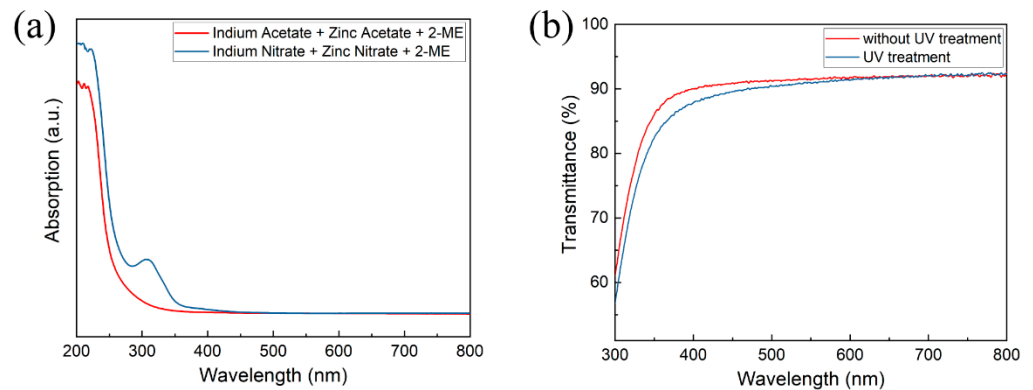 (a)
Indium Acetate + Zinc Acetate + 2-ME
Indium Nitrate + Zinc Nitrate + 2-ME
Absorption (a.u.)
200 300 400 500 600 700 800
Wavelength (nm)
(b)
without UV treatment
UV treatment
Transmittance (%)
100
90
80
70
60
300 400 500 600 700 800
Wavelength (nm)